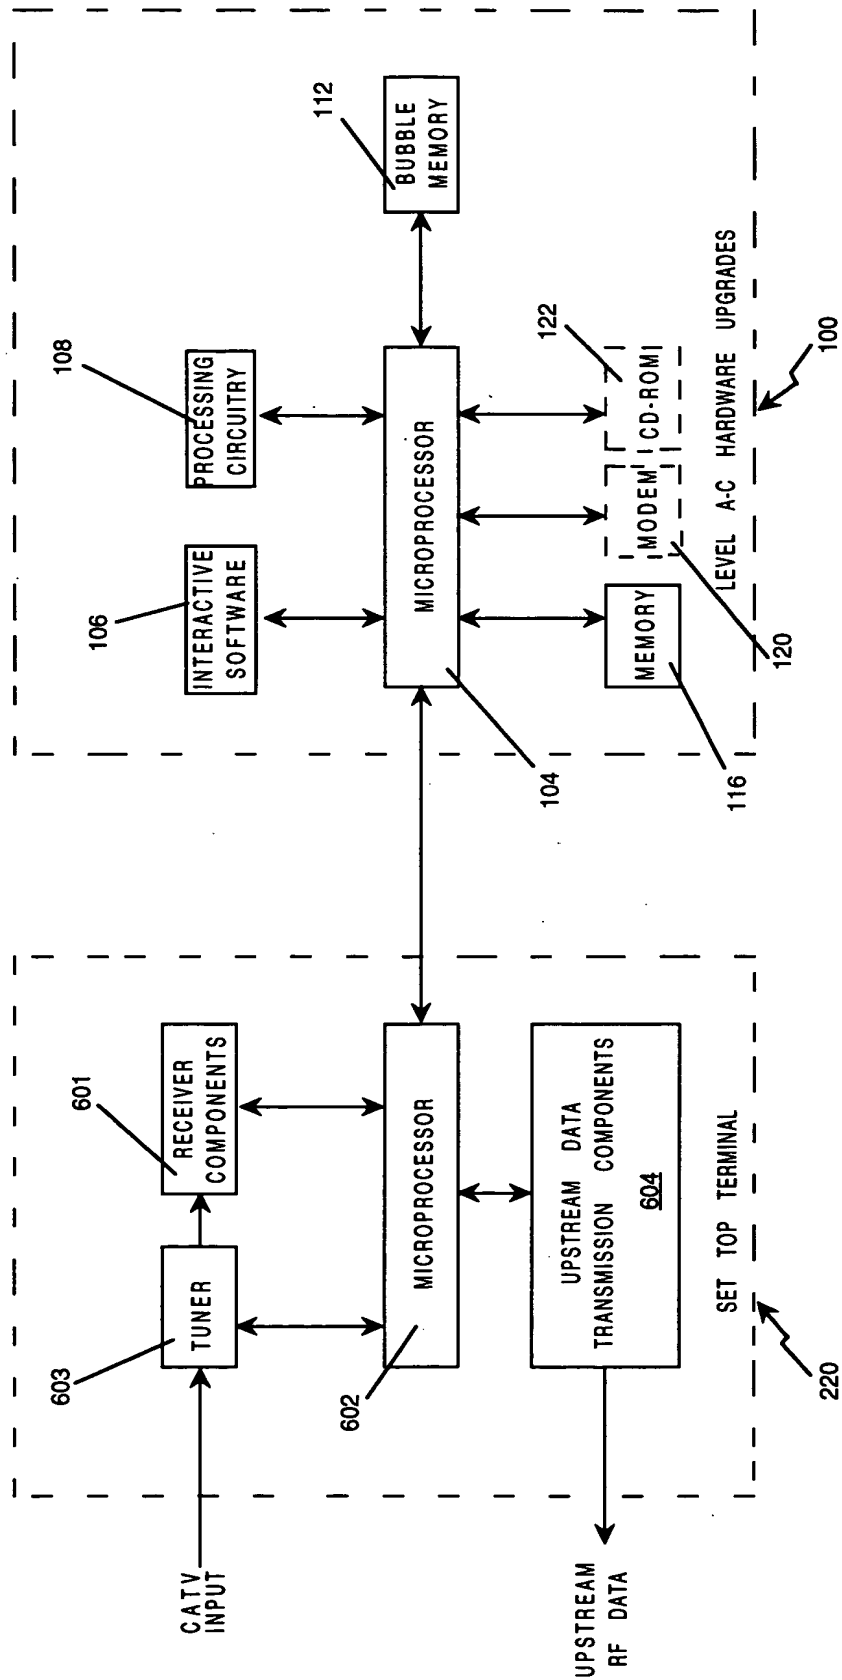 CATV
INPUT
603
TUNER
601
RECEIVER
COMPONENTS
602
MICROPROCESSOR
UPSTREAM DATA
TRANSMISSION COMPONENTS
604
UPSTREAM
RF DATA
SET TOP TERMINAL
220
106
INTERACTIVE
SOFTWARE
108
PROCESSING
CIRCUITRY
104
MICROPROCESSOR
112
BUBBLE
MEMORY
116
MEMORY
120
MODEM
122
CD-ROM
LEVEL A-C HARDWARE UPGRADES
100